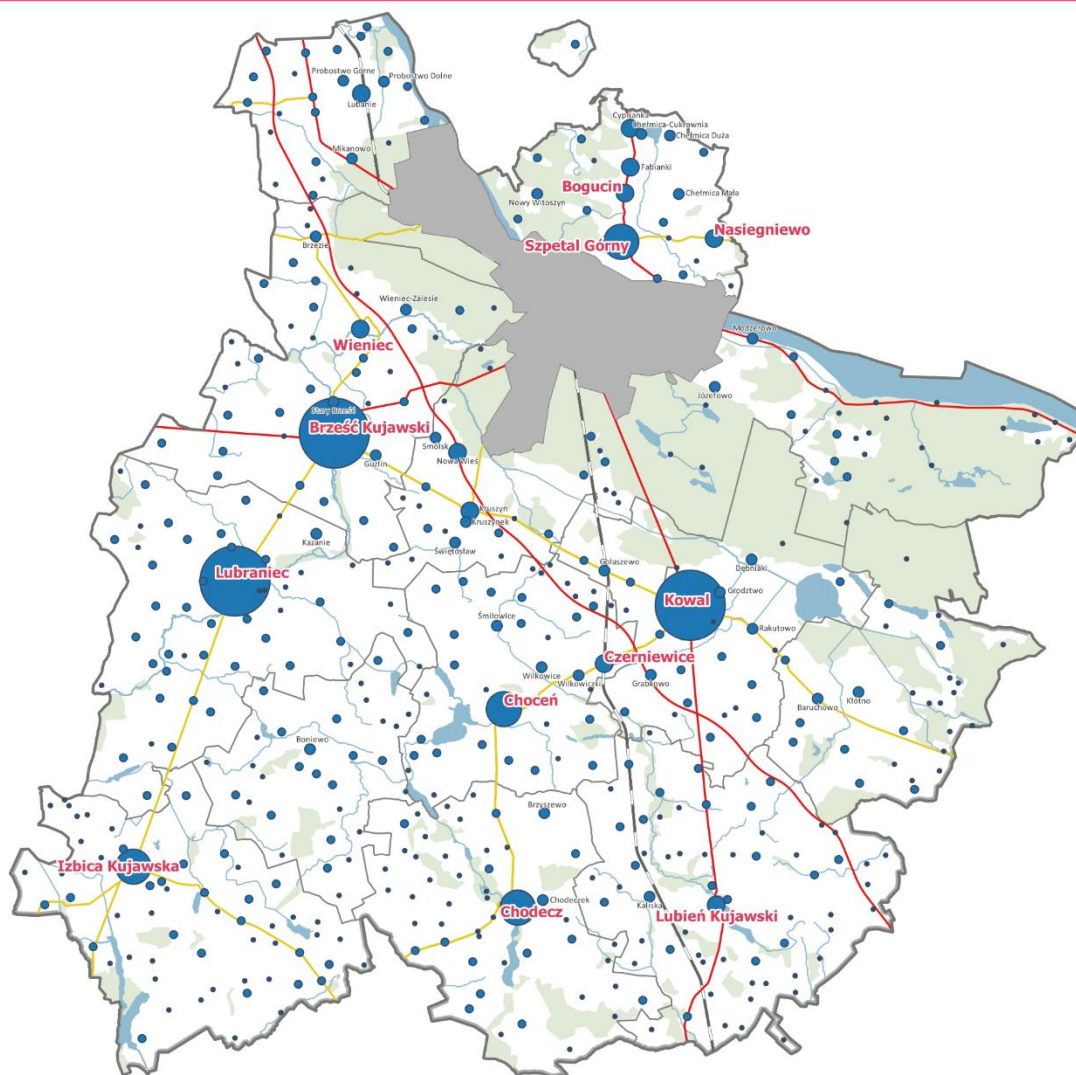 Probostwo Górne
Probostwo Dolne
Lubanie
Cyprianka
Chełmica-Cukrownia
Chełmica Duża
Mikanowo
Fabianki
Bogucin
Chełmica Mała
Nowy Witoszyn
Nasiegniewo
Szpetal Górny
Brzezie
Wieniec-Zalesie
Modzerowo
Wieniec
Józefowo
Stary Brześć
Brześć Kujawski
Smólsk
Nowa Wieś
Guźlin
Kruszyn
Kruszynek
Kazanie
Świętosław
Gołaszewo
Dębniaki
Lubraniec
Grodztwo
Kowal
Śmiłowice
Rakutowo
Czerniewice
Wilkowice
Wilkowiczki
Grabkowo
Choceń
Baruchowo
Kłótno
Boniewo
Brzyszewo
Izbica Kujawska
Chodeczek
Kaliska
Chodecz
Lubień Kujawski